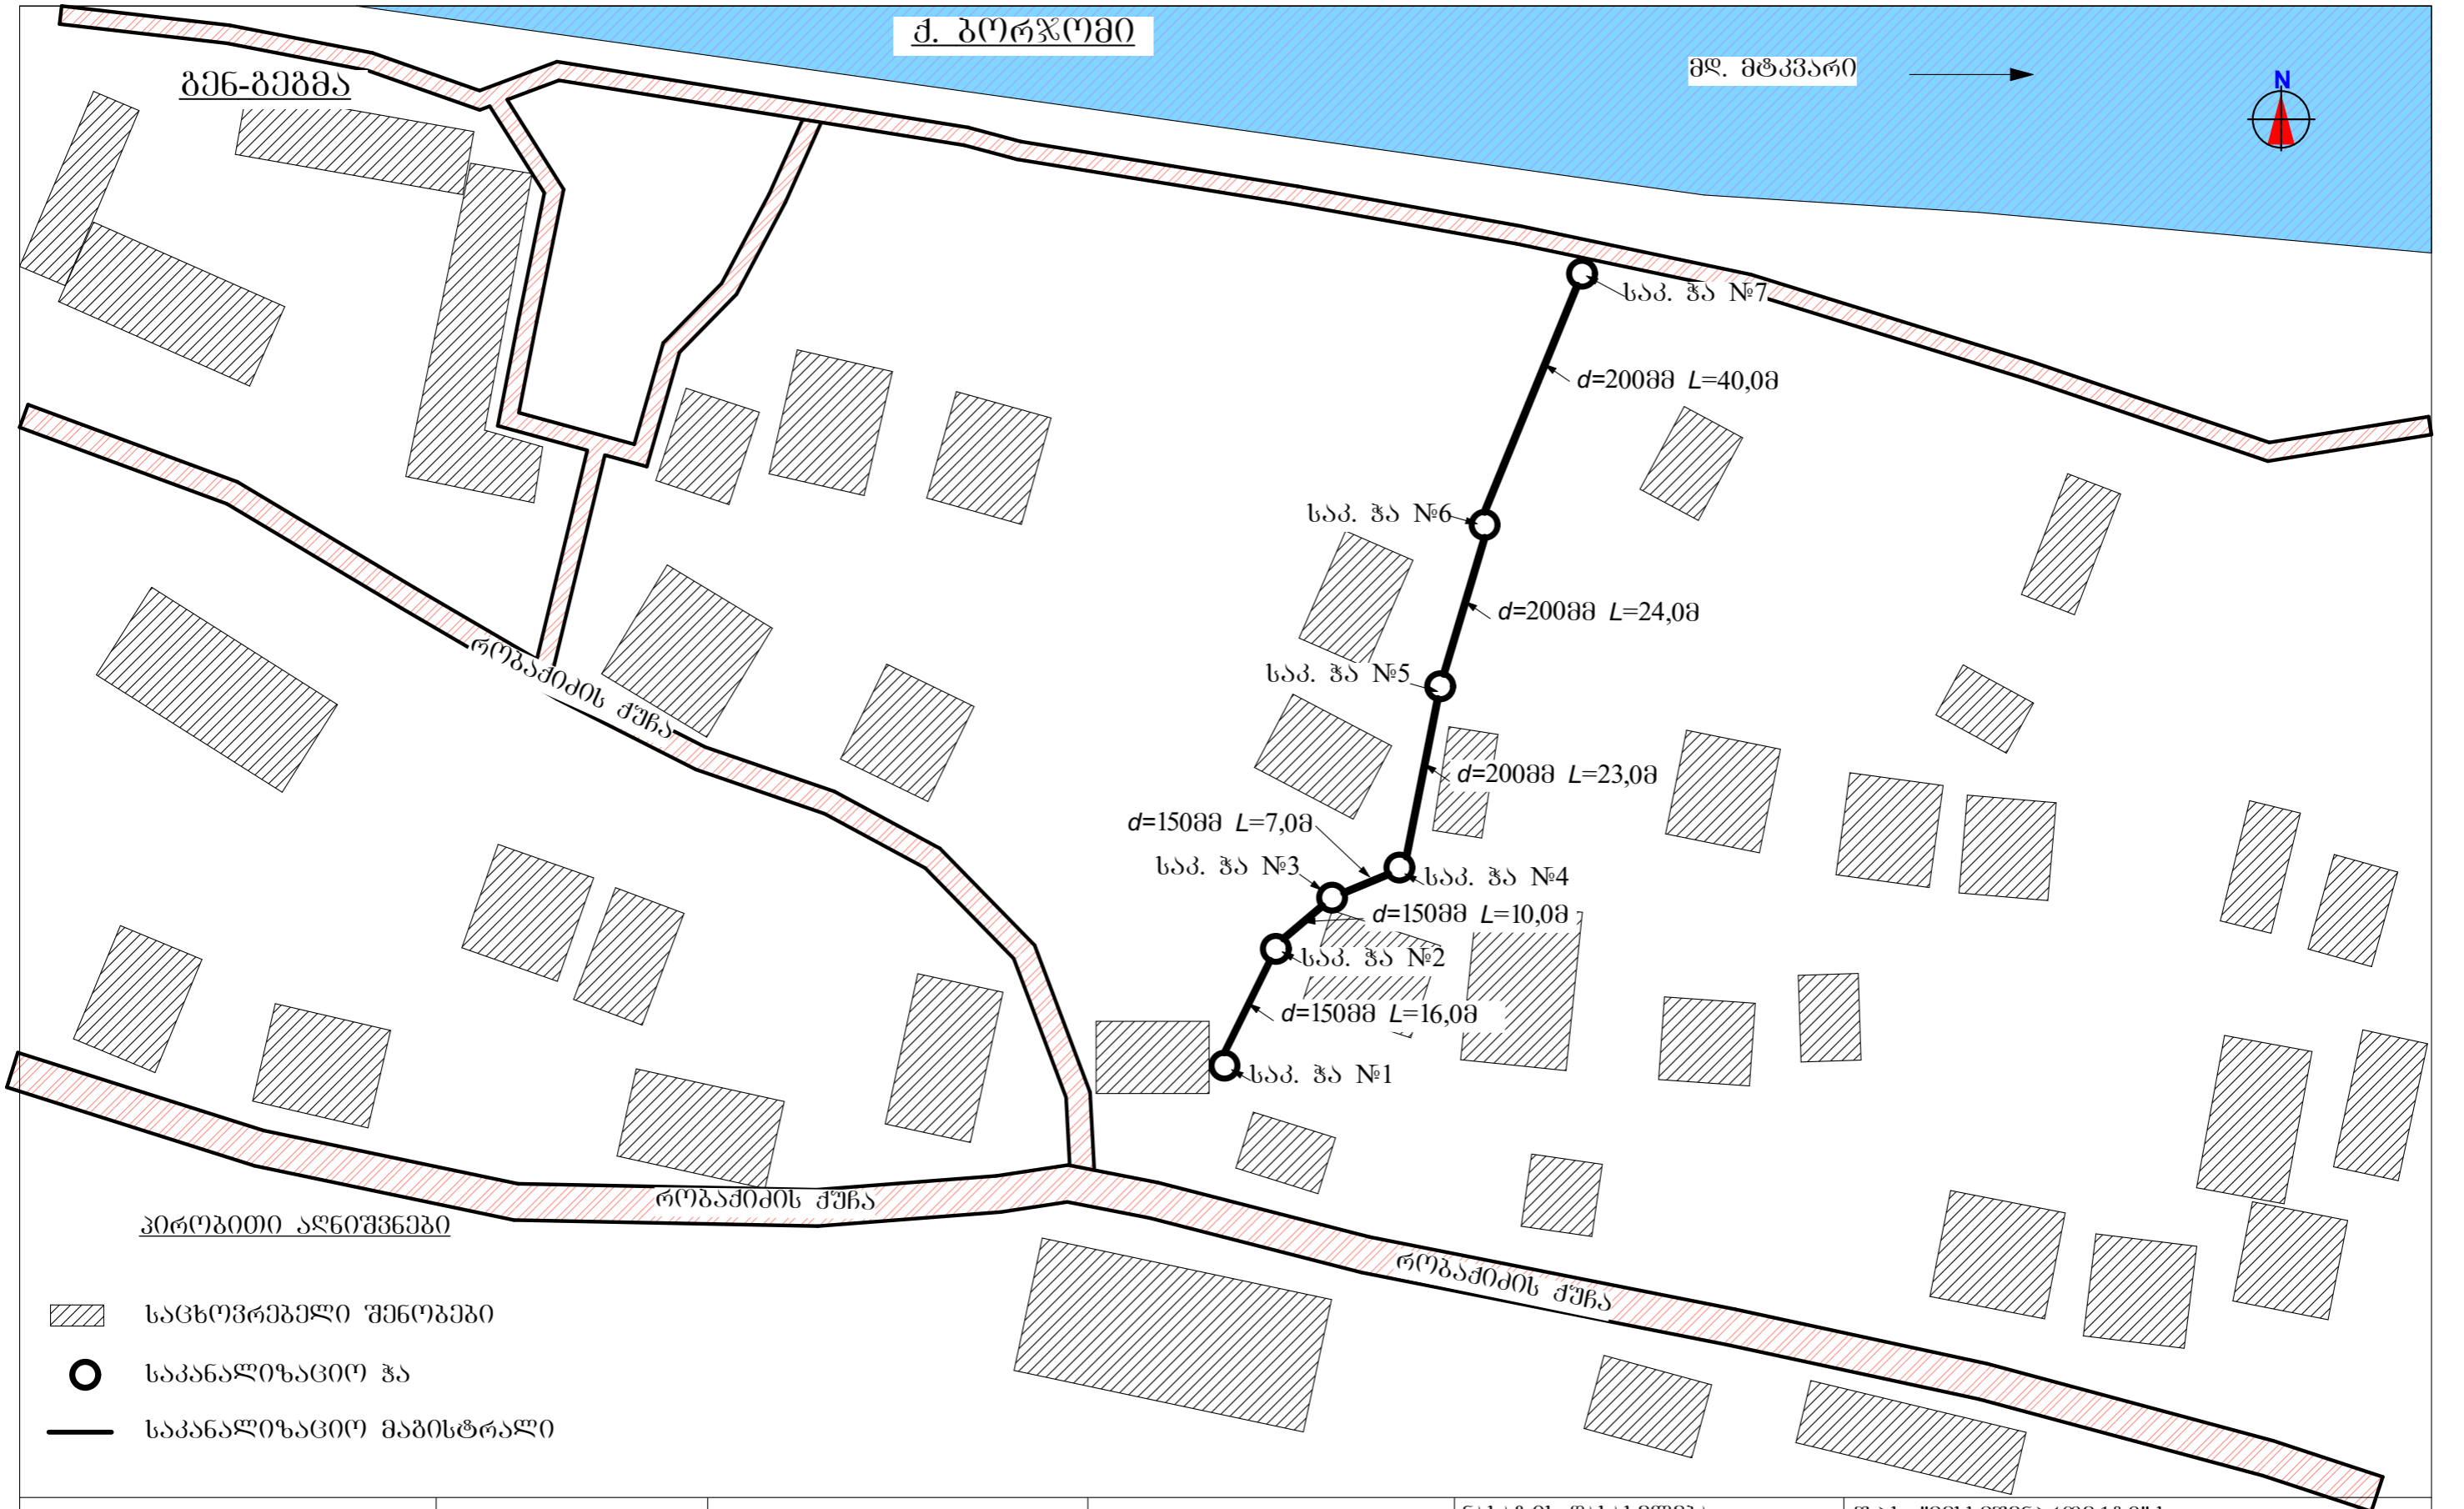 ქ. ბორჯომი
გენ-გეგმა
მდ. მტკვარი
N
საკ. ჭა №7
d=200მმ L=40,0მ
საკ. ჭა №6
d=200მმ L=24,0მ
საკ. ჭა №5
რობაქიძის ქუჩა
d=200მმ L=23,0მ
d=150მმ L=7,0მ
საკ. ჭა №3
საკ. ჭა №4
d=150მმ L=10,0მ
საკ. ჭა №2
d=150მმ L=16,0მ
საკ. ჭა №1
რობაქიძის ქუჩა
პირობითი აღნიშვნები
რობაქიძის ქუჩა
საცხოვრებელი შენობები
საკანალიზაციო ჭა
საკანალიზაციო მაგისტრალი